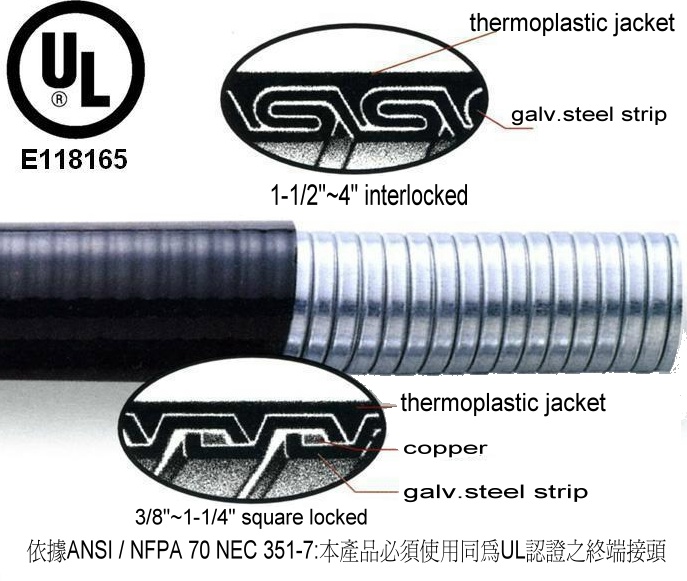 UL
®
E118165
thermoplastic jacket
galv.steel strip
1-1/2"~4" interlocked
thermoplastic jacket
copper
galv.steel strip
3/8"~1-1/4" square locked
依據ANSI / NFPA 70 NEC 351-7:本產品必須使用同為UL認證之終端接頭